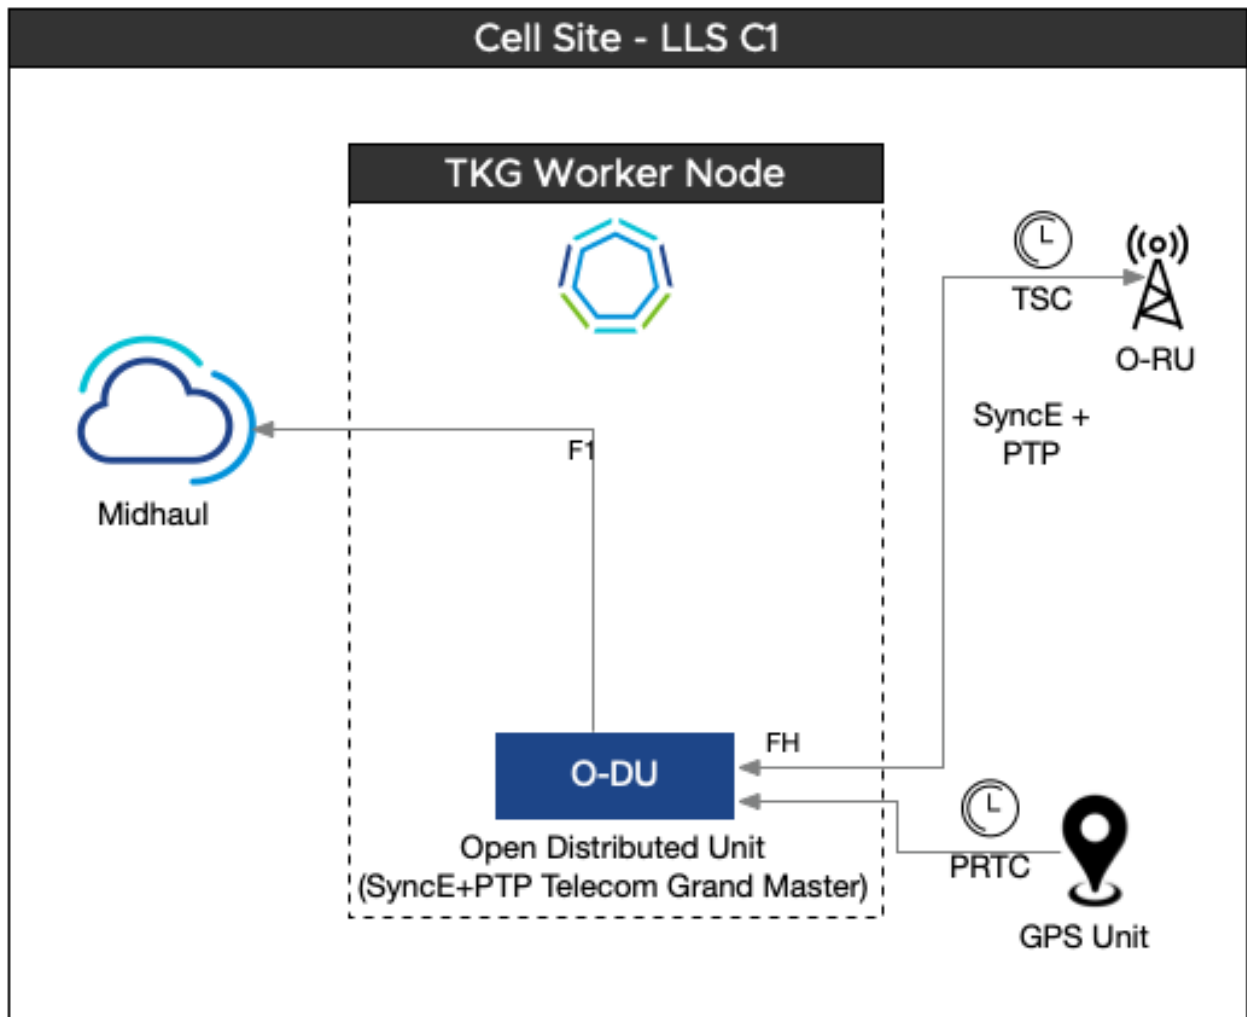 Cell Site - LLS C1
TKG Worker Node
TSC
O-RU
SyncE +
PTP
F1
Midhaul
FH
O-DU
Open Distributed Unit
(SyncE+PTP Telecom Grand Master)
PRTC
GPS Unit